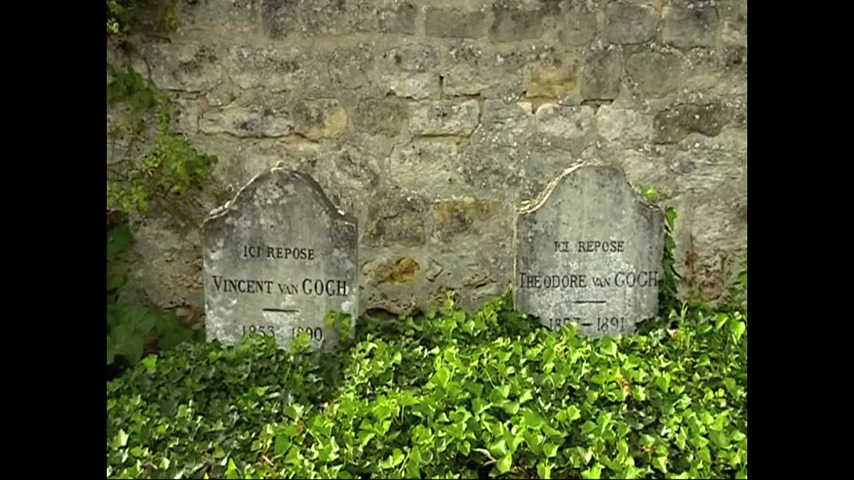 ICI REPOSE
VINCENT VAN GOGH
1853 - 1890
ICI REPOSE
THEODORE VAN GOGH
1857 - 1891